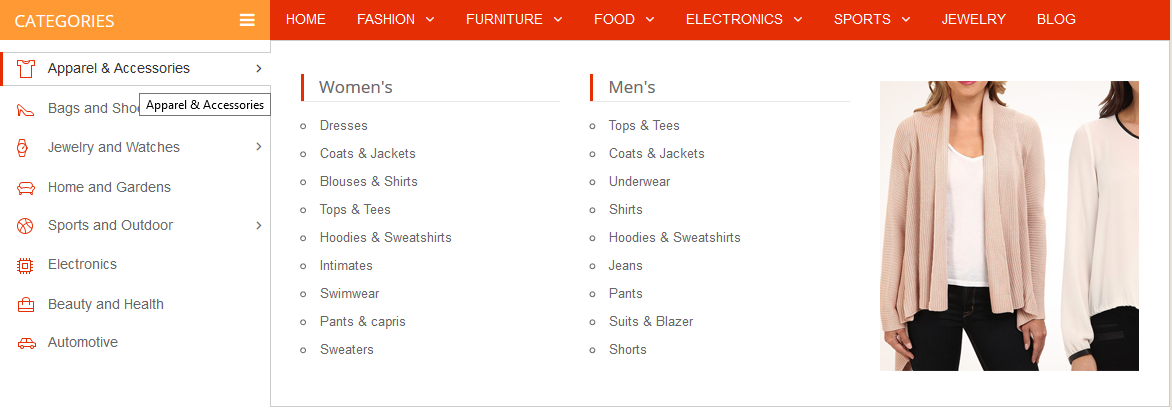 CATEGORIES
HOME FASHION FURNITURE FOOD ELECTRONICS SPORTS JEWELRY BLOG
Apparel & Accessories
Bags and Shoe
Apparel & Accessories
Jewelry and Watches
Home and Gardens
Sports and Outdoor
Electronics
Beauty and Health
Automotive
Women's
Dresses
Coats & Jackets
Blouses & Shirts
Tops & Tees
Hoodies & Sweatshirts
Intimates
Swimwear
Pants & capris
Sweaters
Men's
Tops & Tees
Coats & Jackets
Underwear
Shirts
Hoodies & Sweatshirts
Jeans
Pants
Suits & Blazer
Shorts